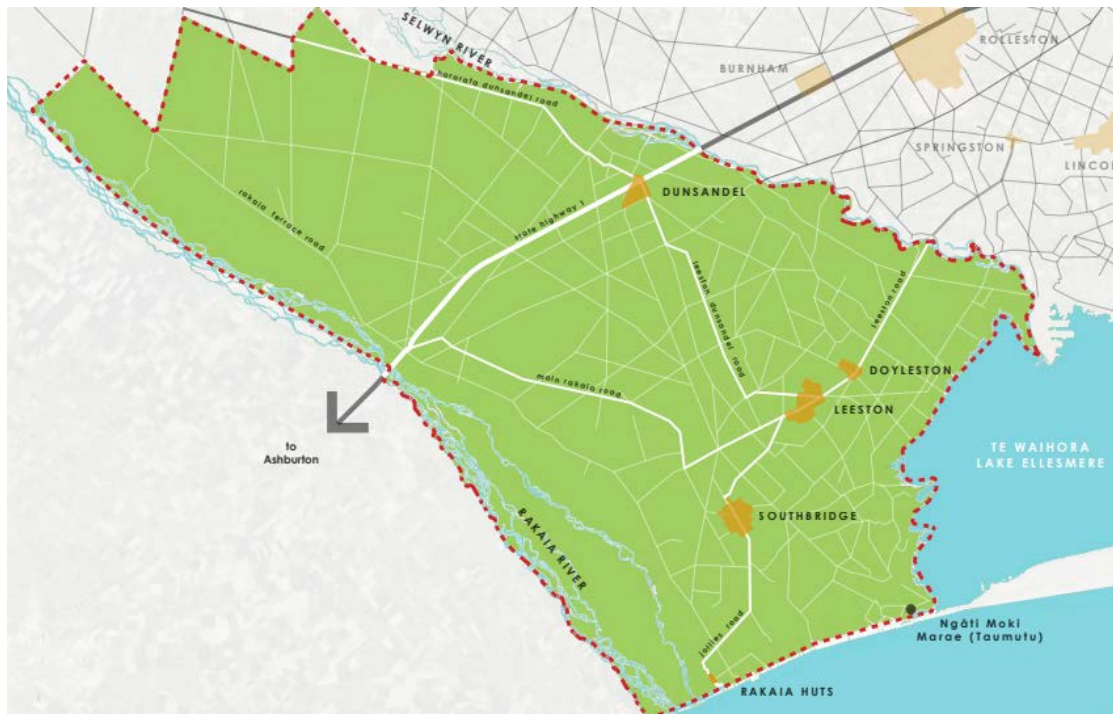 SELWYN RIVER
ROLLESTON
BURNHAM
hororata dunsandel road
SPRINGSTON
LINCOL
DUNSANDEL
rakaia terrace road
state highway 1
leeston road
leeston dunsandel road
DOYLESTON
main rakaia road
LEESTON
to
Ashburton
TE WAIHORA
LAKE ELLESMERE
SOUTHBRIDGE
RAKAIA RIVER
Ngāti Moki
Marae (Taumutu)
jollies road
RAKAIA HUTS